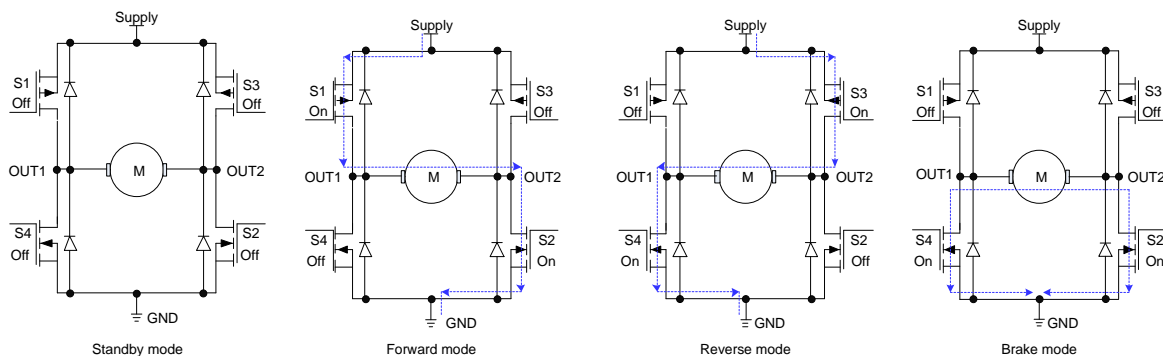 Supply
S1
Off
S3
Off
OUT1
M
OUT2
S4
Off
S2
Off
GND
Standby mode
Supply
S1
On
S3
Off
OUT1
M
OUT2
S4
Off
S2
On
GND
Forward mode
Supply
S1
Off
S3
On
OUT1
M
OUT2
S4
On
S2
Off
GND
Reverse mode
Supply
S1
Off
S3
Off
OUT1
M
OUT2
S4
On
S2
On
GND
Brake mode